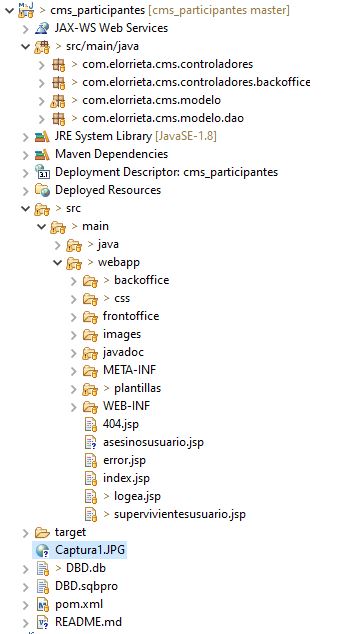 > cms_participantes [cms_participantes master]
JAX-WS Web Services
> src/main/java
> com.elorrieta.cms.controladores
> com.elorrieta.cms.controladores.backoffice
> com.elorrieta.cms.modelo
> com.elorrieta.cms.modelo.dao
JRE System Library [JavaSE-1.8]
Maven Dependencies
Deployment Descriptor: cms_participantes
Deployed Resources
> src
> main
> java
> webapp
> backoffice
> css
frontoffice
images
javadoc
META-INF
> plantillas
WEB-INF
404.jsp
asesinosusuario.jsp
error.jsp
index.jsp
> logea.jsp
> supervivientesusuario.jsp
target
Captura1.JPG
> DBD.db
DBD.sqbpro
pom.xml
README.md